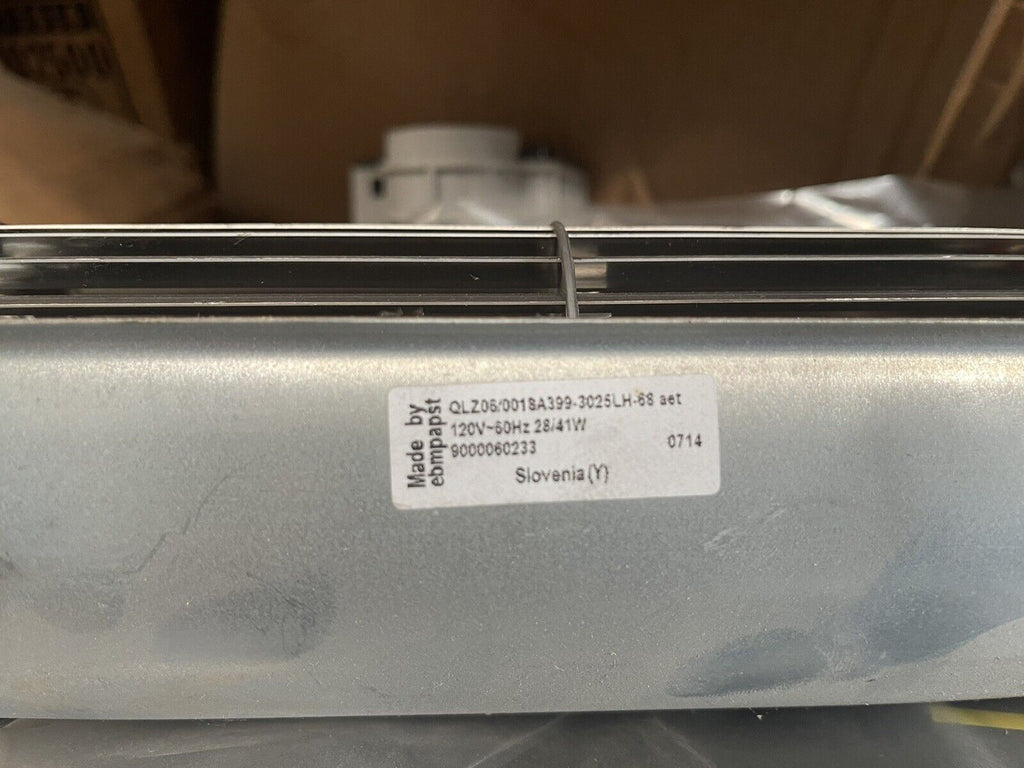 Made by
ebmpapst
QLZ06/0018A399-3025LH-68 aet
120V~60Hz 28/41W
9000060233
0714
Slovenia(Y)